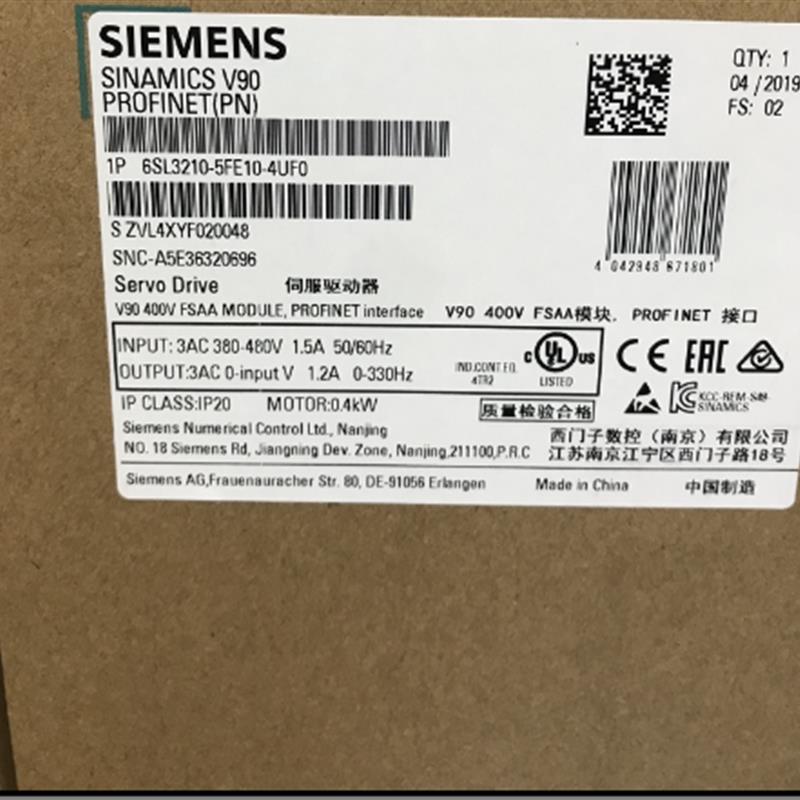 SIEMENS
SINAMICS V90
PROFINET(PN)
QTY: 1
04 /2019
FS: 02
1P 6SL3210-5FE10-4UF0
S ZVL4XYF020048
SNC-A5E36320696
4 042948 671801
Servo Drive 伺服驱动器
V90 400V FSAA MODULE, PROFINET interface V90 400V FSAA模块, PROFINET 接口
INPUT: 3AC 380-480V 1.5A 50/60Hz
OUTPUT:3AC 0-input V 1.2A 0-330Hz
IND.CONT.EQ.
4TR2
C UL US
LISTED
CE EAC
KCC-REM-S49-
SINAMICS
IP CLASS:IP20 MOTOR:0.4kW
质量检验合格
Siemens Numerical Control Ltd., Nanjing
NO. 18 Siemens Rd, Jiangning Dev. Zone, Nanjing,211100,P.R.C
西门子数控（南京）有限公司
江苏南京江宁区西门子路18号
Siemens AG,Frauenauracher Str. 80, DE-91056 Erlangen Made in China 中国制造